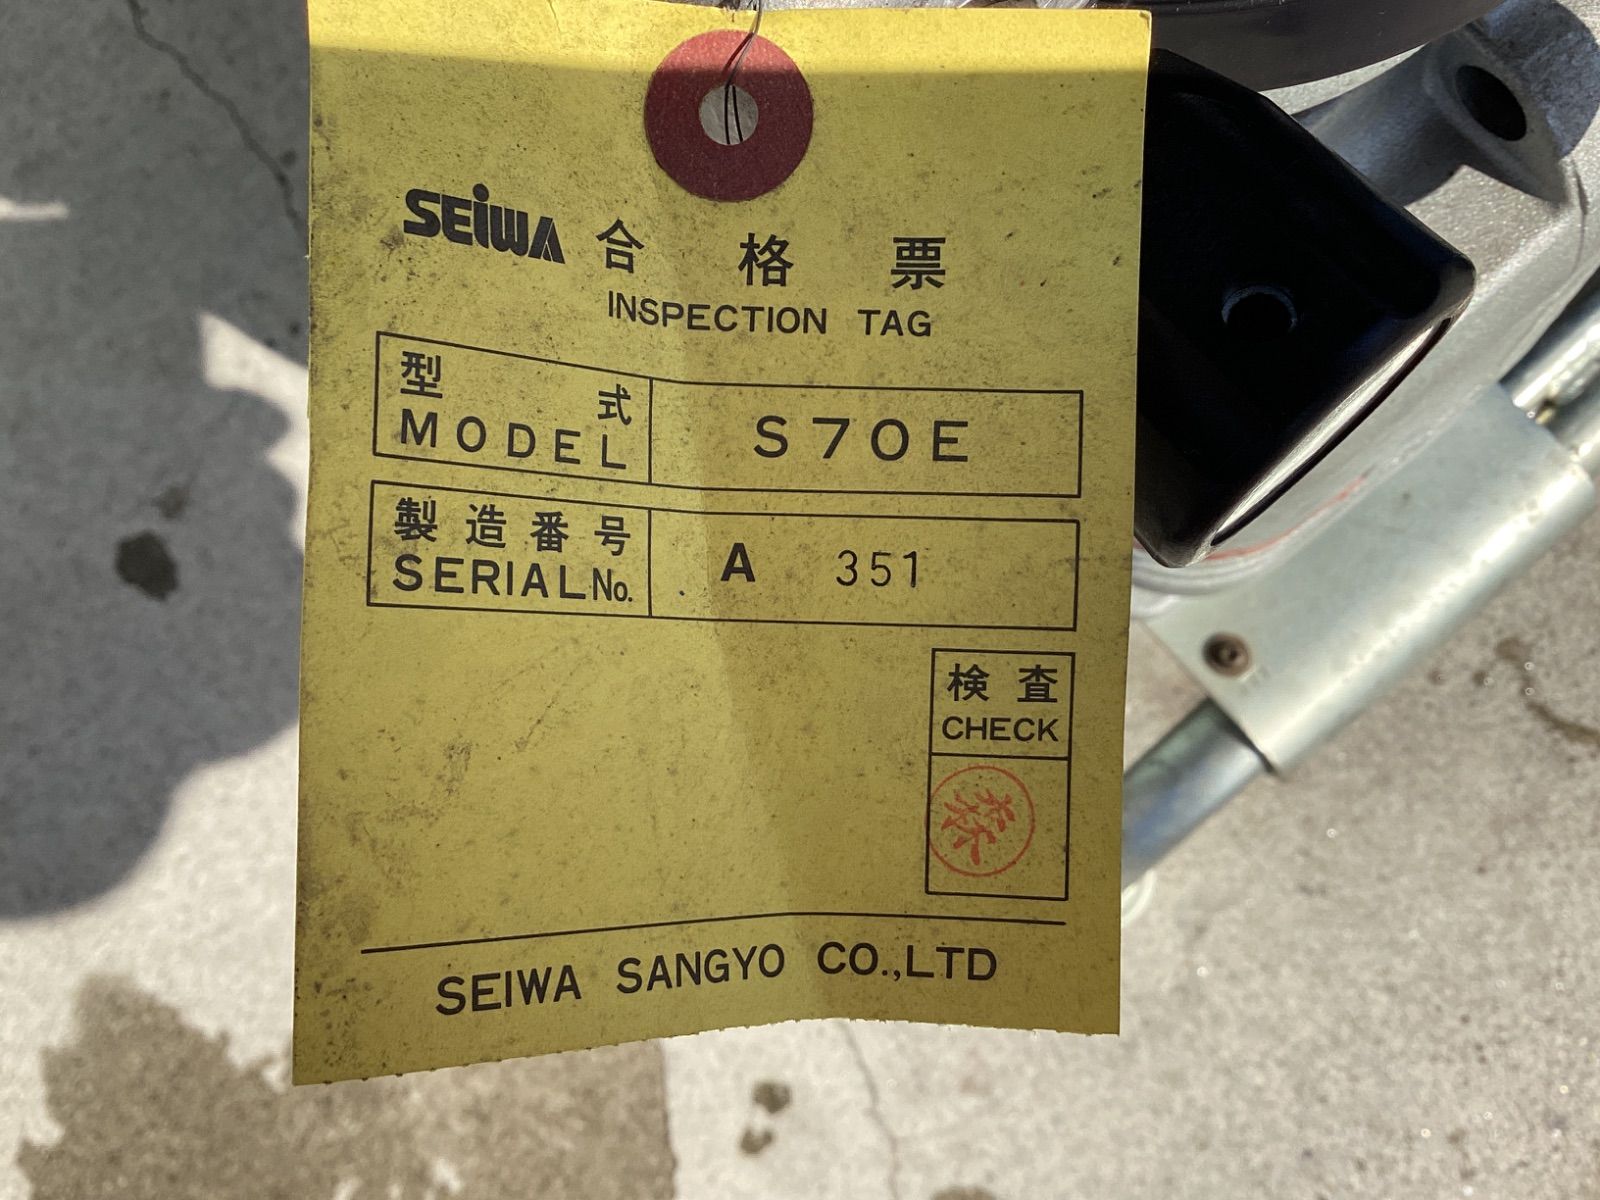 SEiWA 合格票
INSPECTION TAG
型式
MODEL
S70E
製造番号
SERIAL No.
A 351
検査
CHECK
SEIWA SANGYO CO.,LTD